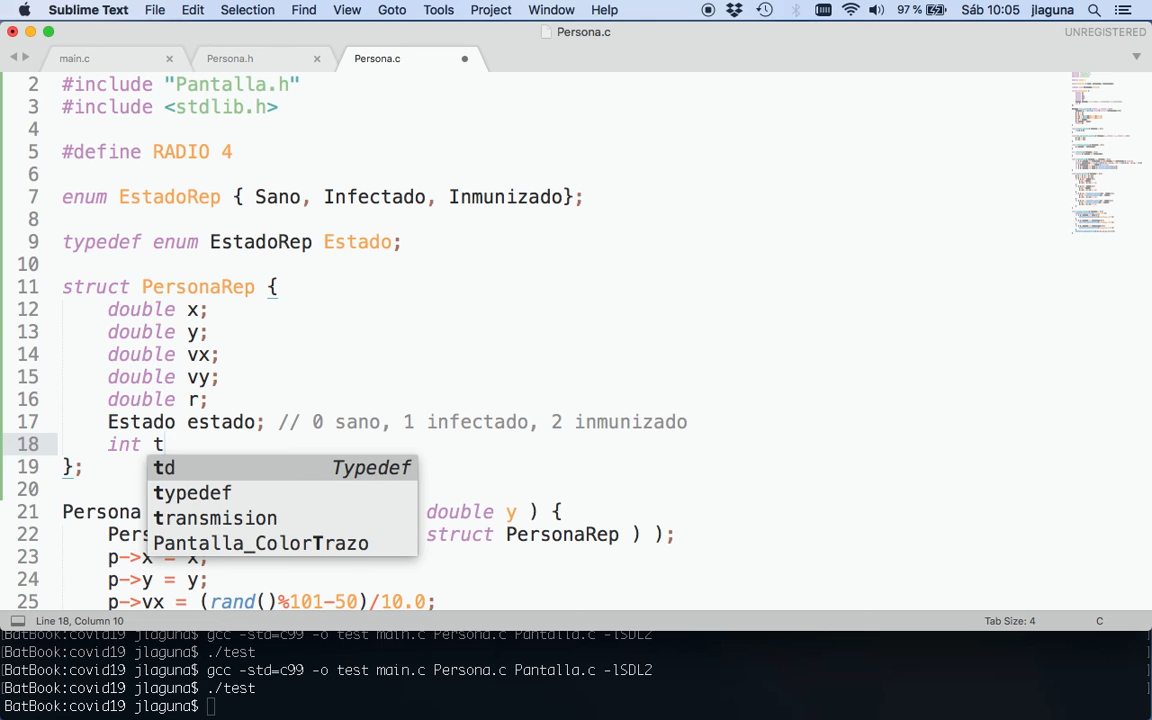 Sublime Text File Edit Selection Find View Goto Tools Project Window Help 97 % Sáb 10:05 jlaguna
Persona.c
UNREGISTERED
main.c Persona.h Persona.c
2 #include "Pantalla.h"
3 #include <stdlib.h>
4
5 #define RADIO 4
6
7 enum EstadoRep { Sano, Infectado, Inmunizado};
8
9 typedef enum EstadoRep Estado;
10
11 struct PersonaRep {
12 double x;
13 double y;
14 double vx;
15 double vy;
16 double r;
17 Estado estado; // 0 sano, 1 infectado, 2 inmunizado
18 int t
td Typedef
typedef
transmision
Pantalla_ColorTrazo
19 };
20
21 Persona double y ) {
22 Pers struct PersonaRep ) );
23 p->x = x;
24 p->y = y;
25 p->vx = (rand()%101-50)/10.0;
Line 18, Column 10 Tab Size: 4 C
[BatBook:covid19 jlaguna$ gcc -std=c99 -o test main.c Persona.c Pantalla.c -lSDL2
[BatBook:covid19 jlaguna$ ./test ]
[BatBook:covid19 jlaguna$ gcc -std=c99 -o test main.c Persona.c Pantalla.c -lSDL2 ]
[BatBook:covid19 jlaguna$ ./test ]
BatBook:covid19 jlaguna$